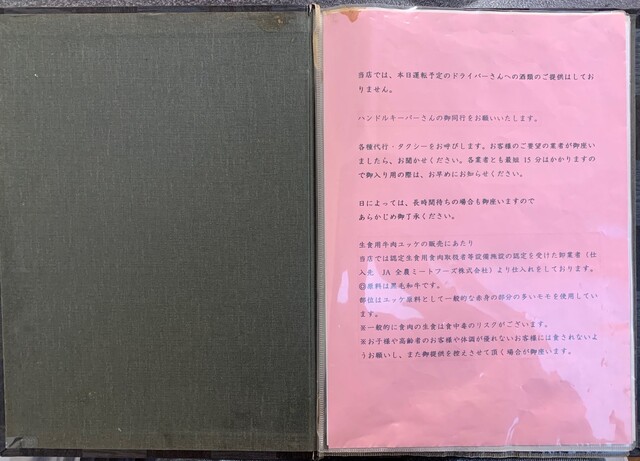 当店では、本日運転予定のドライバーさんへの酒類のご提供はしてお
りません。
ハンドルキーパーさんの御同行をお願いいたします。
各種代行・タクシーをお呼びします。お客様のご要望の業者が御座い
ましたら、お聞かせください。各業者とも最短 15 分はかかりますの
で御入り用の際は、お早めにお知らせください。
日によっては、長時間待ちの場合も御座いますので
あらかじめ御了承ください。
生食用牛肉ユッケの販売にあたり
当店では認定生食用食肉取扱者等設備施設の認定を受けた卸業者（仕
入先　JA 全農ミートフーズ株式会社）より仕入れをしております。
◎原料は黒毛和牛です。
部位はユッケ原料として一般的な赤身の部分の多いモモを使用してい
ます。
※一般的に食肉の生食は食中毒のリスクがございます。
※お子様や高齢者のお客様や体調が優れないお客様には食されないよ
うお願いし、また御提供を控えさせて頂く場合が御座います。